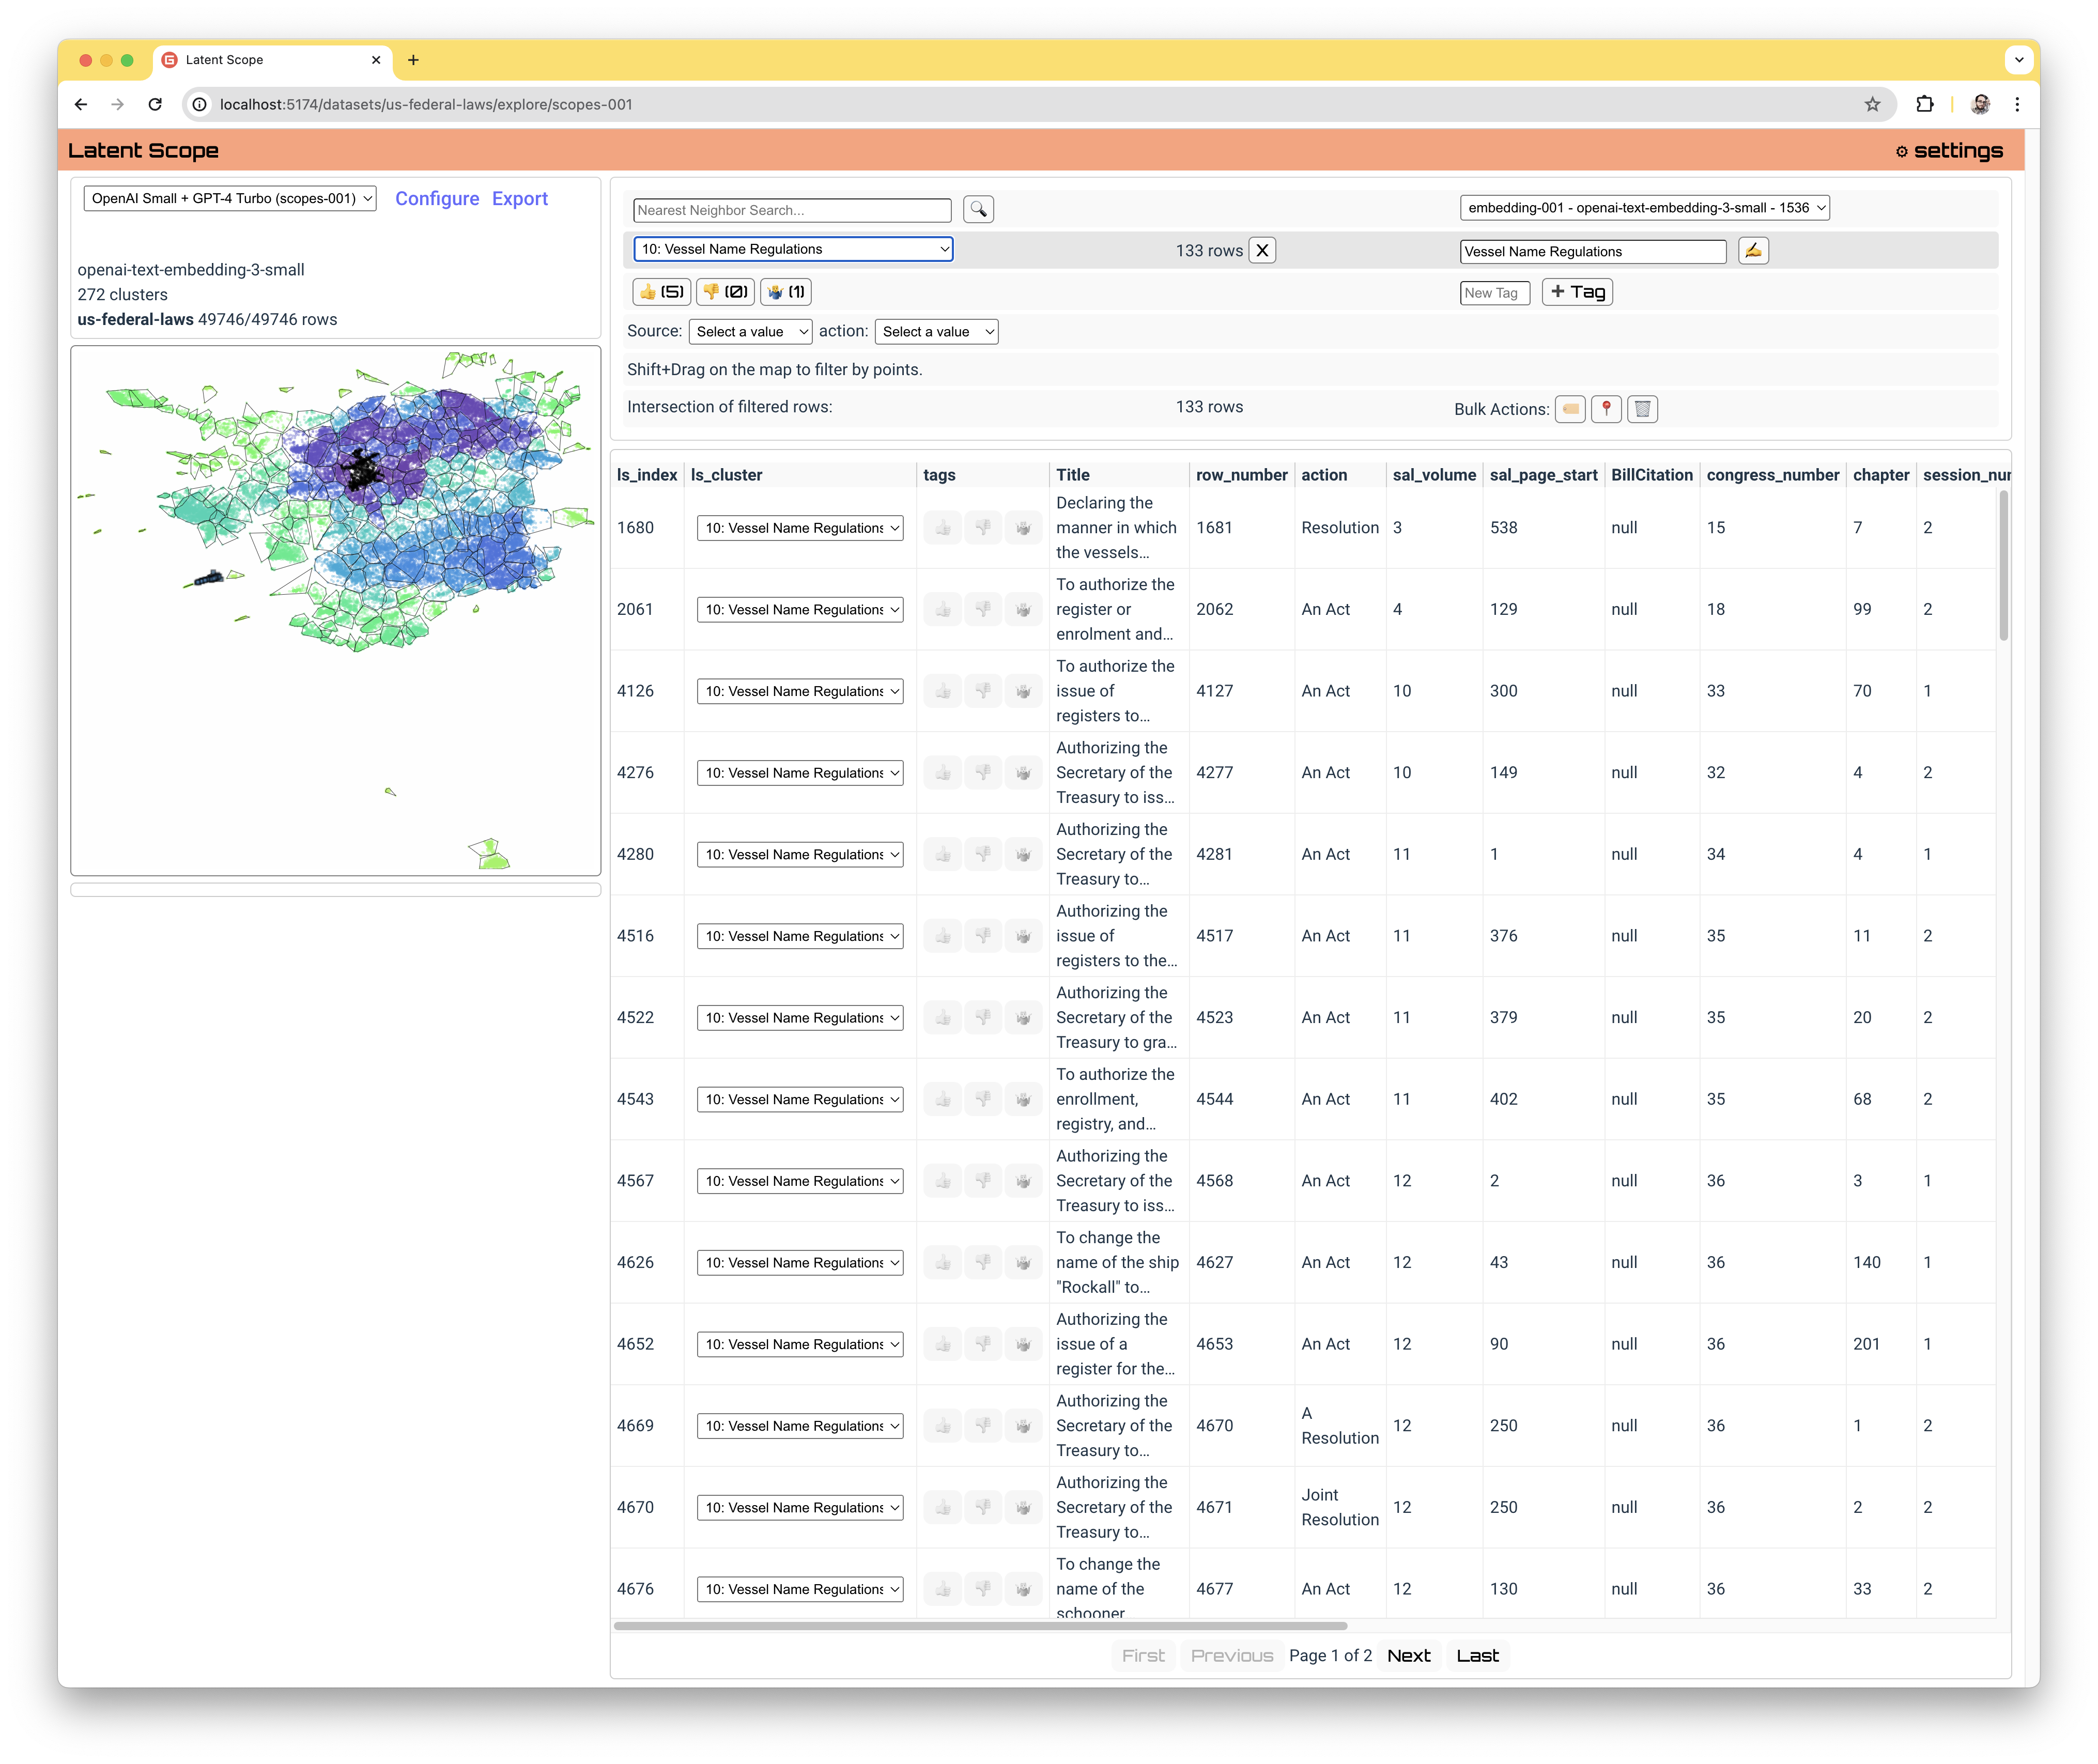 Latent Scope
localhost:5174/datasets/us-federal-laws/explore/scopes-001
Latent Scope
settings
OpenAI Small + GPT-4 Turbo (scopes-001)
Configure
Export
openai-text-embedding-3-small
272 clusters
us-federal-laws 49746/49746 rows
Nearest Neighbor Search...
embedding-001 - openai-text-embedding-3-small - 1536
10: Vessel Name Regulations
133 rows
X
Vessel Name Regulations
(5)
(0)
(1)
New Tag
+ Tag
Source:
Select a value
action:
Select a value
Shift+Drag on the map to filter by points.
Intersection of filtered rows:
133 rows
Bulk Actions:
ls_index ls_cluster tags Title row_number action sal_volume sal_page_start BillCitation congress_number chapter session_nur
1680 10: Vessel Name Regulations Declaring the manner in which the vessels... 1681 Resolution 3 538 null 15 7 2
2061 10: Vessel Name Regulations To authorize the register or enrolment and... 2062 An Act 4 129 null 18 99 2
4126 10: Vessel Name Regulations To authorize the issue of registers to... 4127 An Act 10 300 null 33 70 1
4276 10: Vessel Name Regulations Authorizing the Secretary of the Treasury to iss... 4277 An Act 10 149 null 32 4 2
4280 10: Vessel Name Regulations Authorizing the Secretary of the Treasury to... 4281 An Act 11 1 null 34 4 1
4516 10: Vessel Name Regulations Authorizing the issue of registers to the... 4517 An Act 11 376 null 35 11 2
4522 10: Vessel Name Regulations Authorizing the Secretary of the Treasury to gra... 4523 An Act 11 379 null 35 20 2
4543 10: Vessel Name Regulations To authorize the enrollment, registry, and... 4544 An Act 11 402 null 35 68 2
4567 10: Vessel Name Regulations Authorizing the Secretary of the Treasury to iss... 4568 An Act 12 2 null 36 3 1
4626 10: Vessel Name Regulations To change the name of the ship "Rockall" to... 4627 An Act 12 43 null 36 140 1
4652 10: Vessel Name Regulations Authorizing the issue of a register for the... 4653 An Act 12 90 null 36 201 1
4669 10: Vessel Name Regulations Authorizing the Secretary of the Treasury to... 4670 A Resolution 12 250 null 36 1 2
4670 10: Vessel Name Regulations Authorizing the Secretary of the Treasury to... 4671 Joint Resolution 12 250 null 36 2 2
4676 10: Vessel Name Regulations To change the name of the schooner 4677 An Act 12 130 null 36 33 2
First Previous Page 1 of 2 Next Last